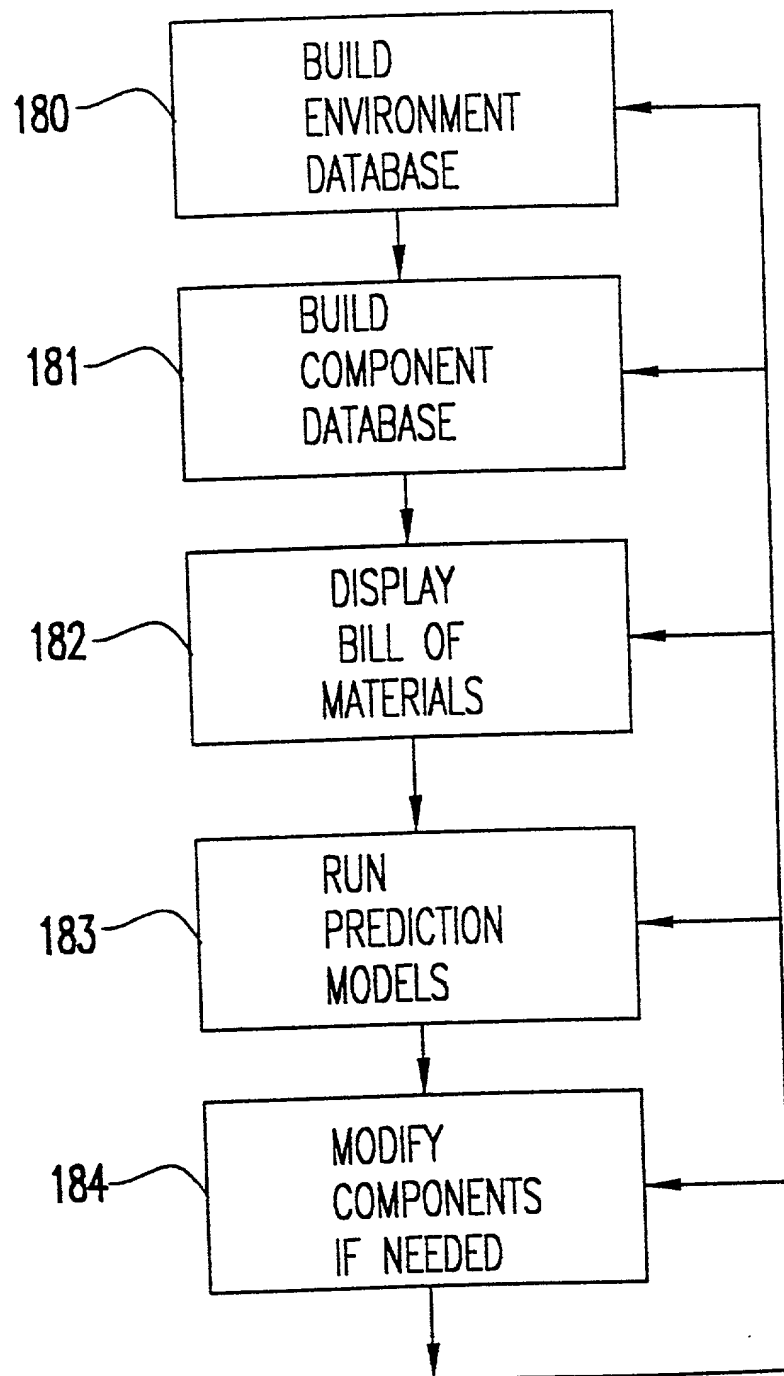 180
BUILD
ENVIRONMENT
DATABASE
181
BUILD
COMPONENT
DATABASE
182
DISPLAY
BILL OF
MATERIALS
183
RUN
PREDICTION
MODELS
184
MODIFY
COMPONENTS
IF NEEDED